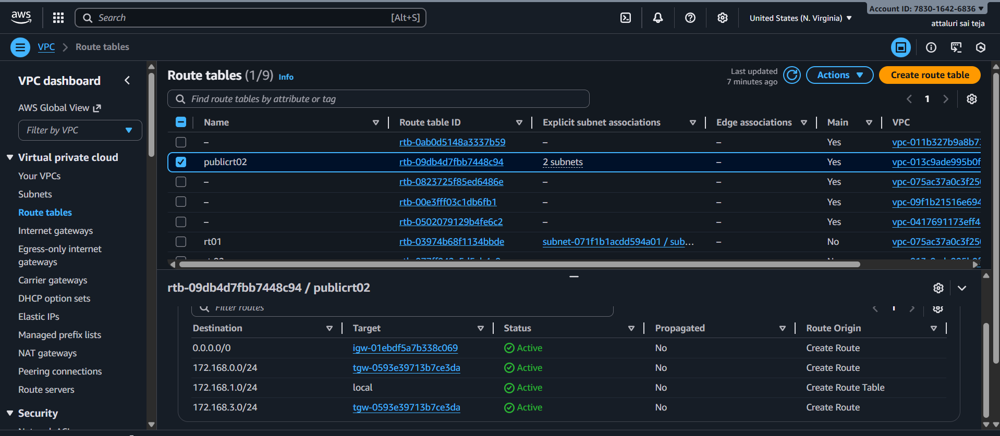 aws
Search [Alt+S]
United States (N. Virginia)
Account ID: 7830-1642-6836
attaluri sai teja
VPC
Route tables
VPC dashboard
AWS Global View
Filter by VPC
Virtual private cloud
Your VPCs
Subnets
Route tables
Internet gateways
Egress-only internet
gateways
Carrier gateways
DHCP option sets
Elastic IPs
Managed prefix lists
NAT gateways
Peering connections
Route servers
Security
Route tables (1/9) Info
Last updated
7 minutes ago
Actions
Create route table
Find route tables by attribute or tag
1
Name Route table ID Explicit subnet associations Edge associations Main VPC
– rtb-0ab0d5148a3337b59 – – Yes vpc-011b327b9a8b7
publicrt02 rtb-09db4d7fbb7448c94 2 subnets – Yes vpc-013c9ade995b0f
– rtb-0823725f85ed6486e – – Yes vpc-075ac37a0c3f25
– rtb-00e3fff03c1db6fb1 – – Yes vpc-09f1b21516e694
– rtb-0502079129b4fe6c2 – – Yes vpc-0417691173eff4
rt01 rtb-03974b68f1134bbde subnet-071f1b1acdd594a01 / sub... – No vpc-075ac37a0c3f25
rtb-09db4d7fbb7448c94 / publicrt02
Filter routes
1
Destination Target Status Propagated Route Origin
0.0.0.0/0 igw-01ebdf5a7b338c069 Active No Create Route
172.168.0.0/24 tgw-0593e39713b7ce3da Active No Create Route
172.168.1.0/24 local Active No Create Route Table
172.168.3.0/24 tgw-0593e39713b7ce3da Active No Create Route